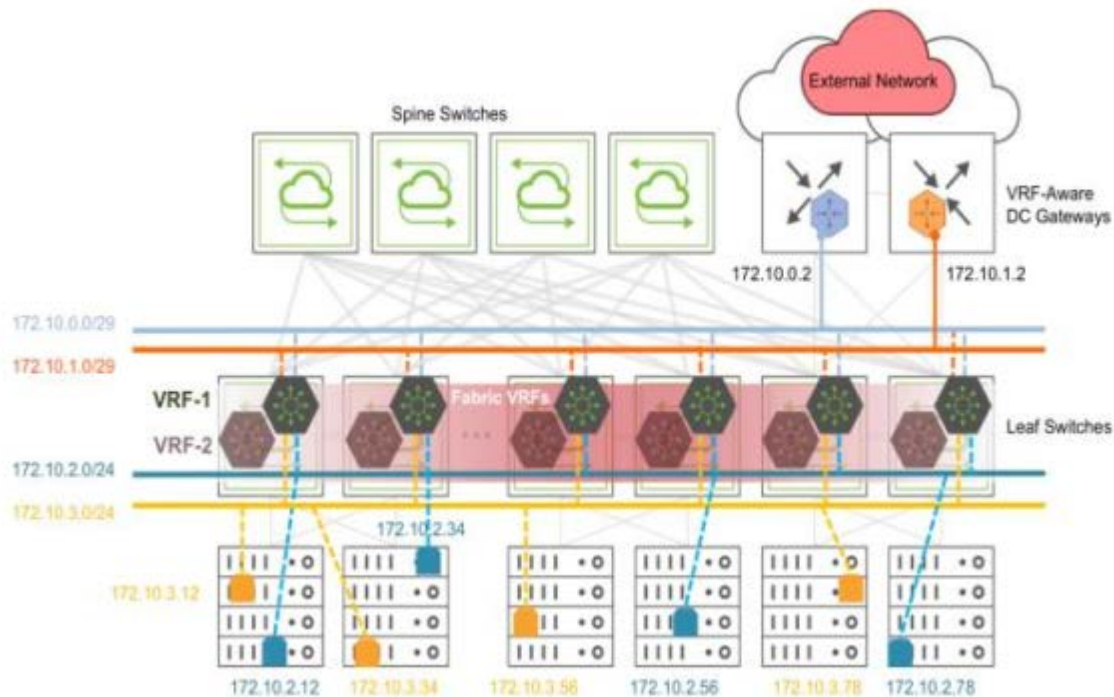 External Network
Spine Switches
VRF-Aware
DC Gateways
172.10.0.2
172.10.1.2
172.10.0.0/29
172.10.1.0/29
VRF-1
Fabric VRFs
Leaf Switches
VRF-2
172.10.2.0/24
172.10.3.0/24
172.10.2.34
172.10.3.12
172.10.2.12
172.10.3.34
172.10.3.56
172.10.2.56
172.10.3.78
172.10.2.78